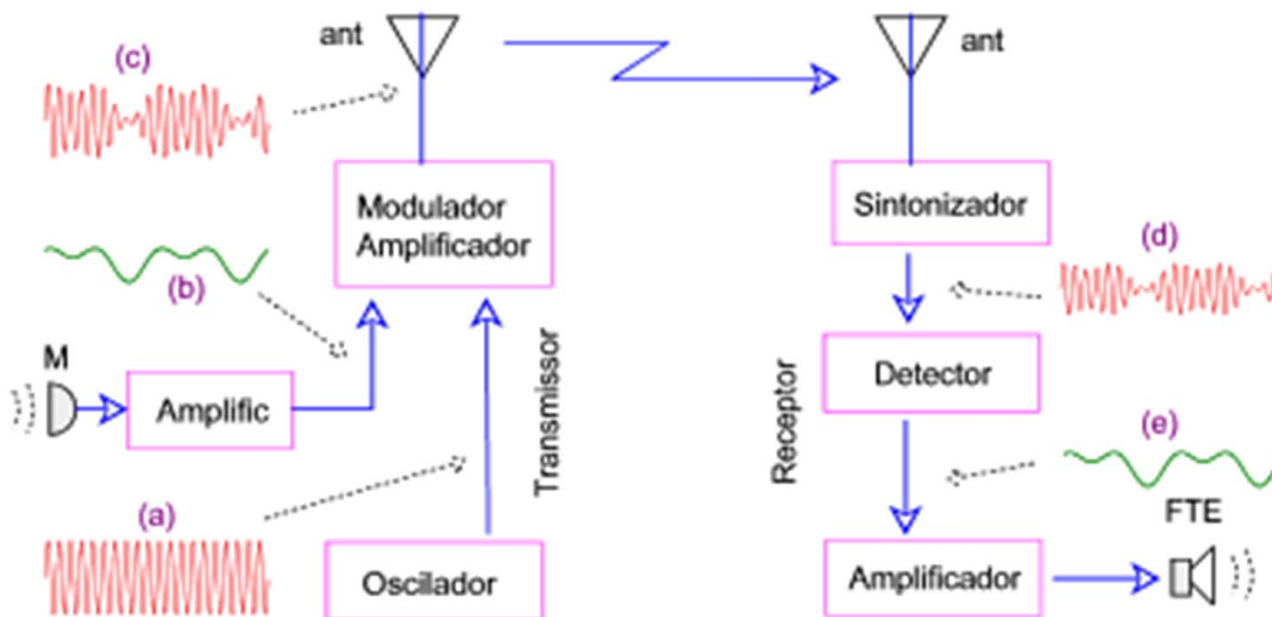 (c)
ant
ant
Modulador
Amplificador
Sintonizador
(b)
(d)
M
Amplific
Transmissor
Receptor
Detector
(e)
FTE
(a)
Oscilador
Amplificador